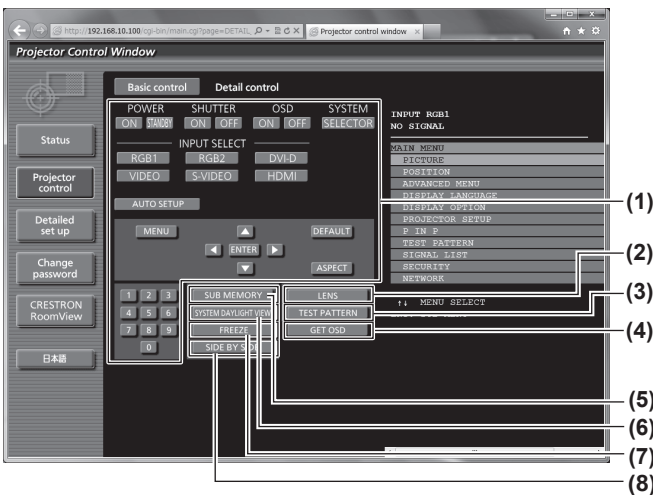 http://192.168.10.100/cgi-bin/main.cgi?page=DETAIL_
Projector control window
Projector Control Window
Basic control
Detail control
POWER
SHUTTER
OSD
SYSTEM
ON
STANDBY
ON
OFF
ON
OFF
SELECTOR
INPUT SELECT
RGB1
RGB2
DVI-D
VIDEO
S-VIDEO
HDMI
AUTO SETUP
MENU
DEFAULT
ENTER
ASPECT
1 2 3
4 5 6
7 8 9
0
SUB MEMORY
SYSTEM DAYLIGHT VIEW
FREEZE
SIDE BY SIDE
LENS
TEST PATTERN
GET OSD
Status
Projector
control
Detailed
set up
Change
password
CRESTRON
RoomView
日本語
INPUT RGB1
NO SIGNAL
MAIN MENU
PICTURE
POSITION
ADVANCED MENU
DISPLAY LANGUAGE
DISPLAY OPTION
PROJECTOR SETUP
P IN P
TEST PATTERN
SIGNAL LIST
SECURITY
NETWORK
↑↓ MENU SELECT
(1)
(2)
(3)
(4)
(5)
(6)
(7)
(8)